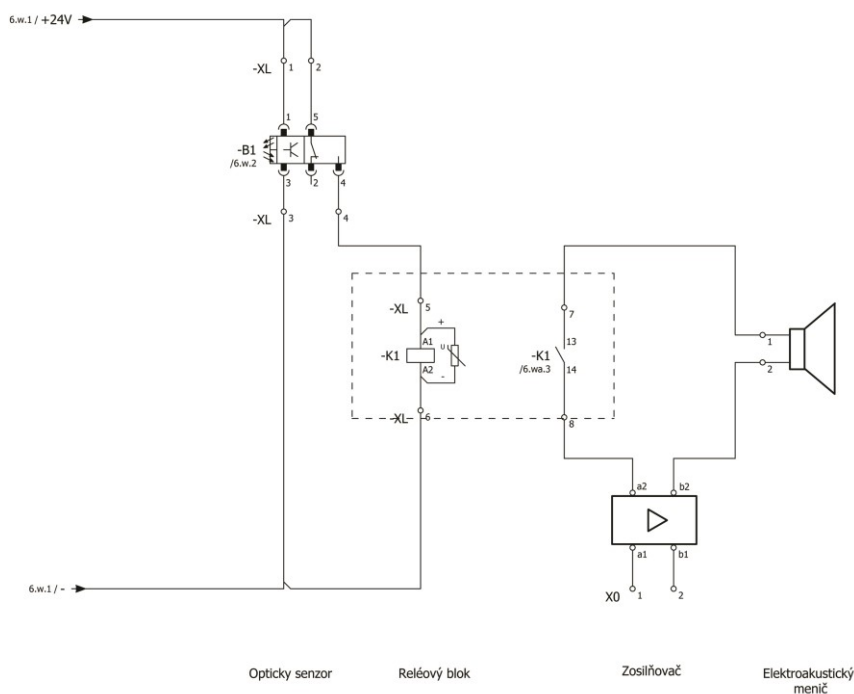 6.w.1 / +24V
-XL 1 2
1 5
-B1
/6.w.2
3 2 4
-XL 3 4
-XL 5 7
+
A1 13
-K1 U -K1
/6.wa.3
A2 14
-
-XL 6 8
1
2
a2 b2
a1 b1
X0 1 2
6.w.1 / -
Opticky senzor Reléový blok Zosilňovač Elektroakustický
menič